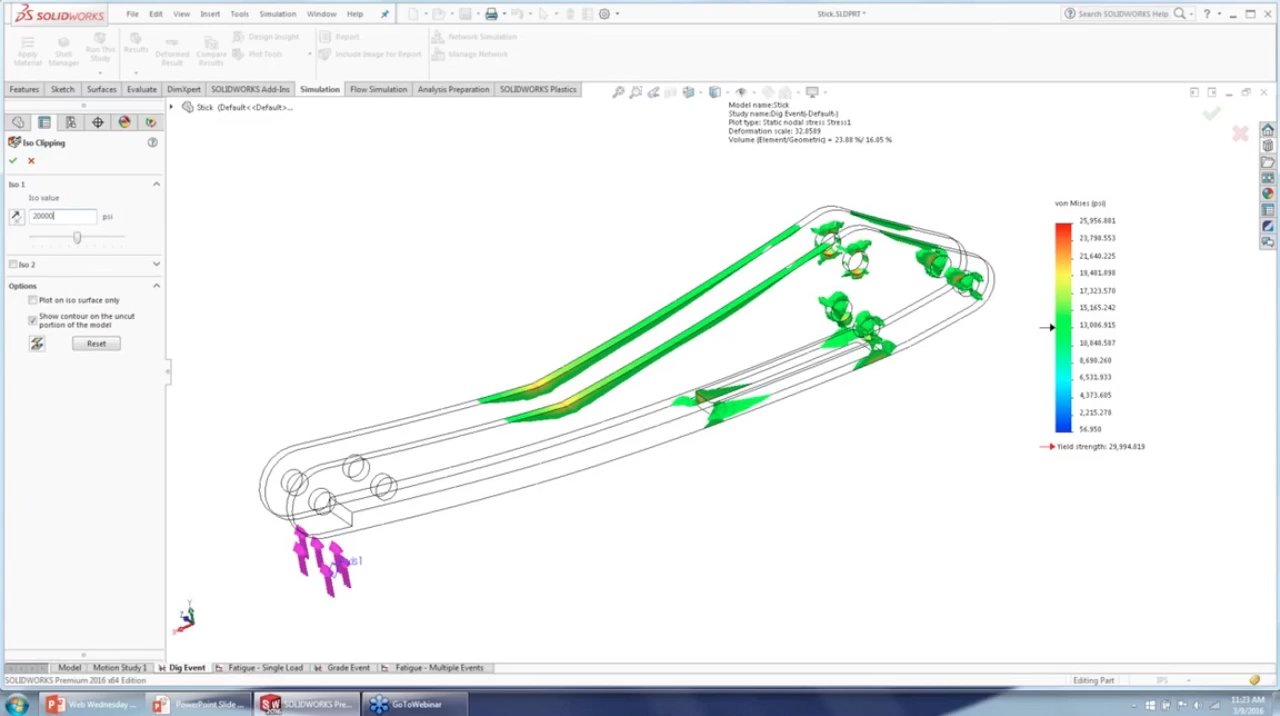 SOLIDWORKS File Edit View Insert Tools Simulation Window Help Stick.SLDPRT * Search SOLIDWORKS Help
Apply Material Shell Manager Run This Study Results Deformed Result Compare Results Design Insight Report Network Simulation
Plot Tools Include Image for Report Manage Network
Features Sketch Surfaces Evaluate DimXpert SOLIDWORKS Add-Ins Simulation Flow Simulation Analysis Preparation SOLIDWORKS Plastics
Stick (Default<<Default>...
Model name:Stick
Study name:Dig Event(-Default-)
Plot type: Static nodal stress Stress1
Deformation scale: 32.8589
Volume (Element/Geometric) = 23.88 %/ 16.05 %
Iso Clipping
Iso 1
Iso value
20000 psi
Iso 2
Options
Plot on iso surface only
Show contour on the uncut
portion of the model
Reset
von Mises (psi)
25,956.881
23,798.553
21,640.225
19,481.898
17,323.570
15,165.242
13,006.915
10,848.587
8,690.260
6,531.933
4,373.605
2,215.278
56.950
Yield strength: 29,994.819
Model Motion Study 1 Dig Event Fatigue - Single Load Grade Event Fatigue - Multiple Events
SOLIDWORKS Premium 2016 x64 Edition Editing Part IPS
Web Wednesday ... PowerPoint Slide ... SOLIDWORKS Pre... GoToWebinar 11:23 AM
3/9/2016